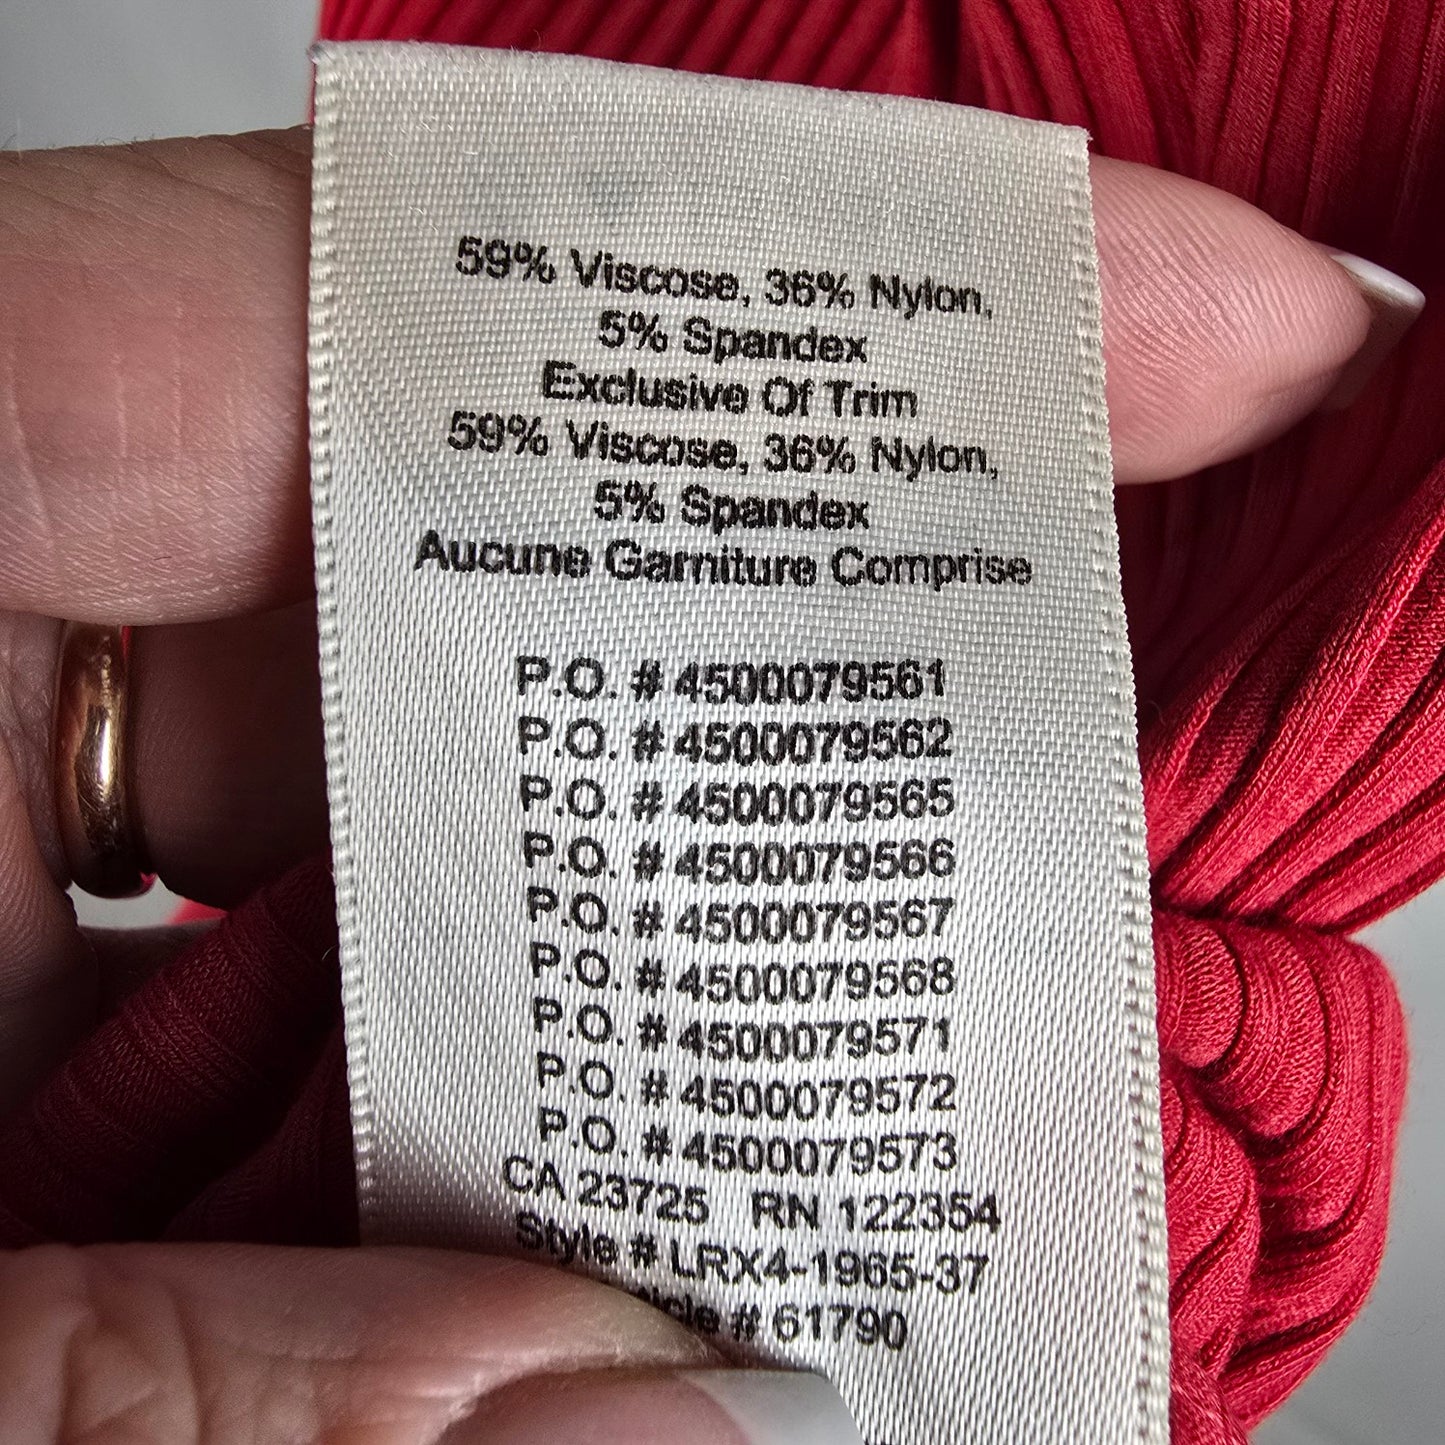 59% Viscose, 36% Nylon,
5% Spandex
Exclusive Of Trim
59% Viscose, 36% Nylon,
5% Spandex
Aucune Garniture Comprise
P.O. # 4500079561
P.O. # 4500079562
P.O. # 4500079565
P.O. # 4500079566
P.O. # 4500079567
P.O. # 4500079568
P.O. # 4500079571
P.O. # 4500079572
P.O. # 4500079573
CA 23725 RN 122354
Style # LRX4-1965-37
# 61790